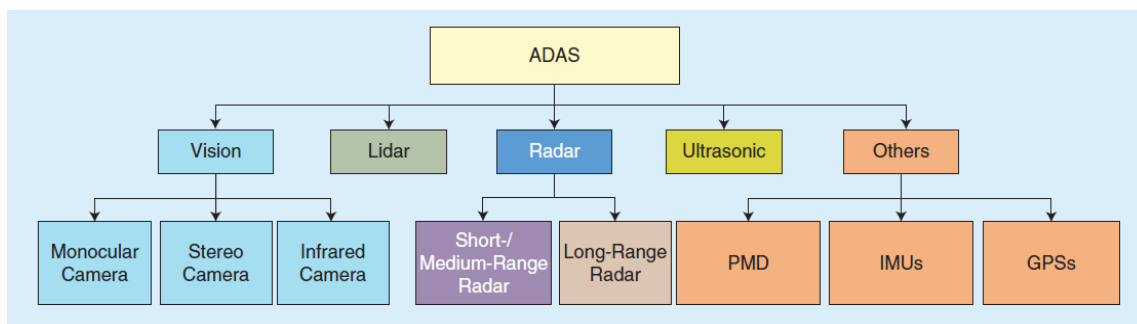 ADAS
Vision
Lidar
Radar
Ultrasonic
Others
Monocular
Camera
Stereo
Camera
Infrared
Camera
Short-/
Medium-Range
Radar
Long-Range
Radar
PMD
IMUs
GPSs